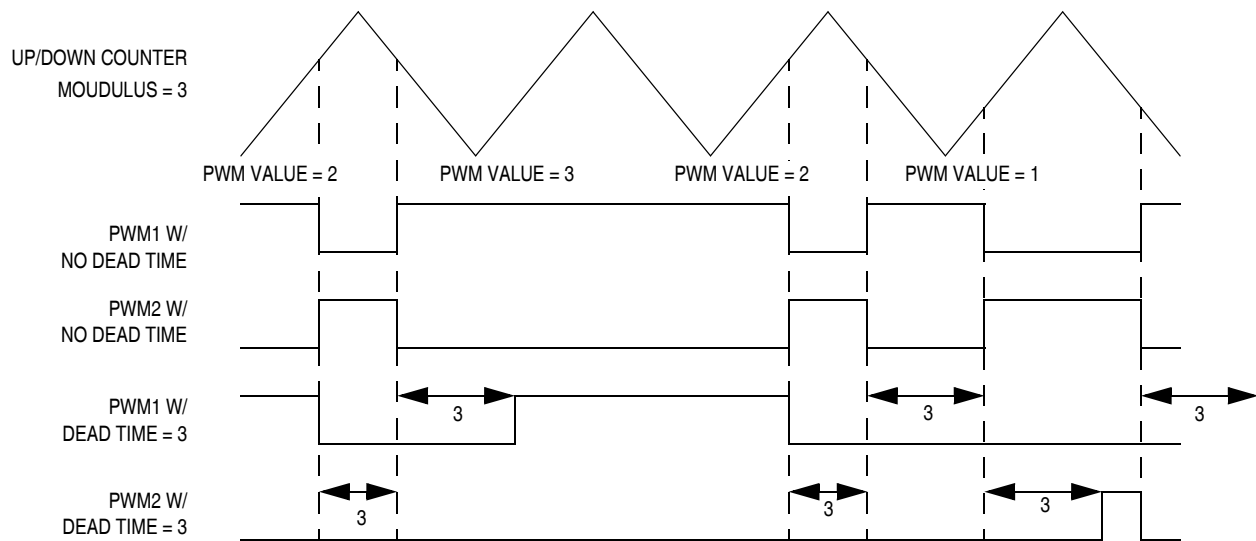 UP/DOWN COUNTER
MOUDULUS = 3
PWM VALUE = 2
PWM VALUE = 3
PWM VALUE = 2
PWM VALUE = 1
PWM1 W/
NO DEAD TIME
PWM2 W/
NO DEAD TIME
PWM1 W/
DEAD TIME = 3
3
3
3
PWM2 W/
DEAD TIME = 3
3
3
3